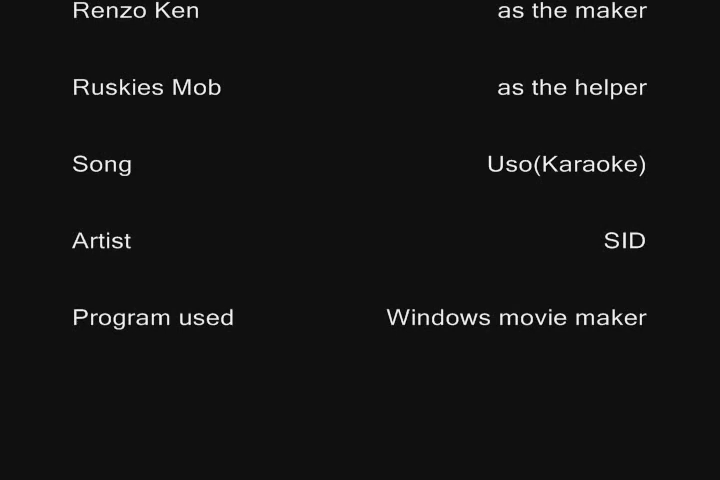 Renzo Ken as the maker
Ruskies Mob as the helper
Song Uso(Karaoke)
Artist SID
Program used Windows movie maker